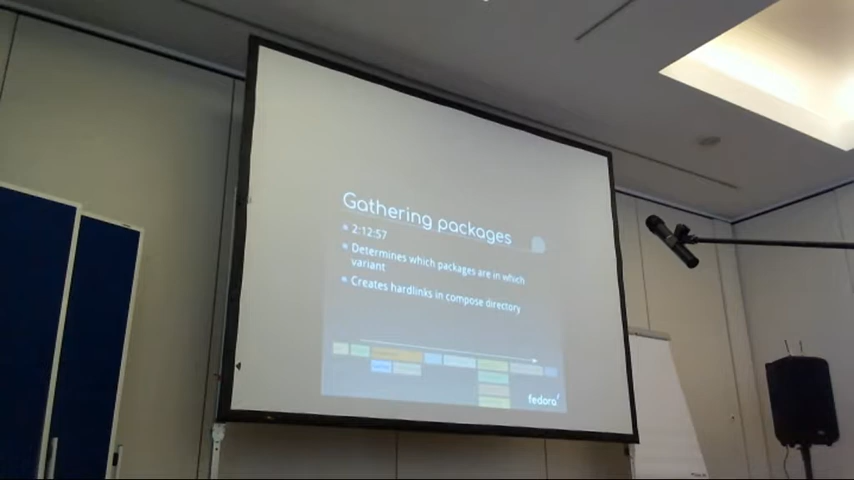 Gathering packages
2:12:57
Determines which packages are in which
variant
Creates hardlinks in compose directory
fedora